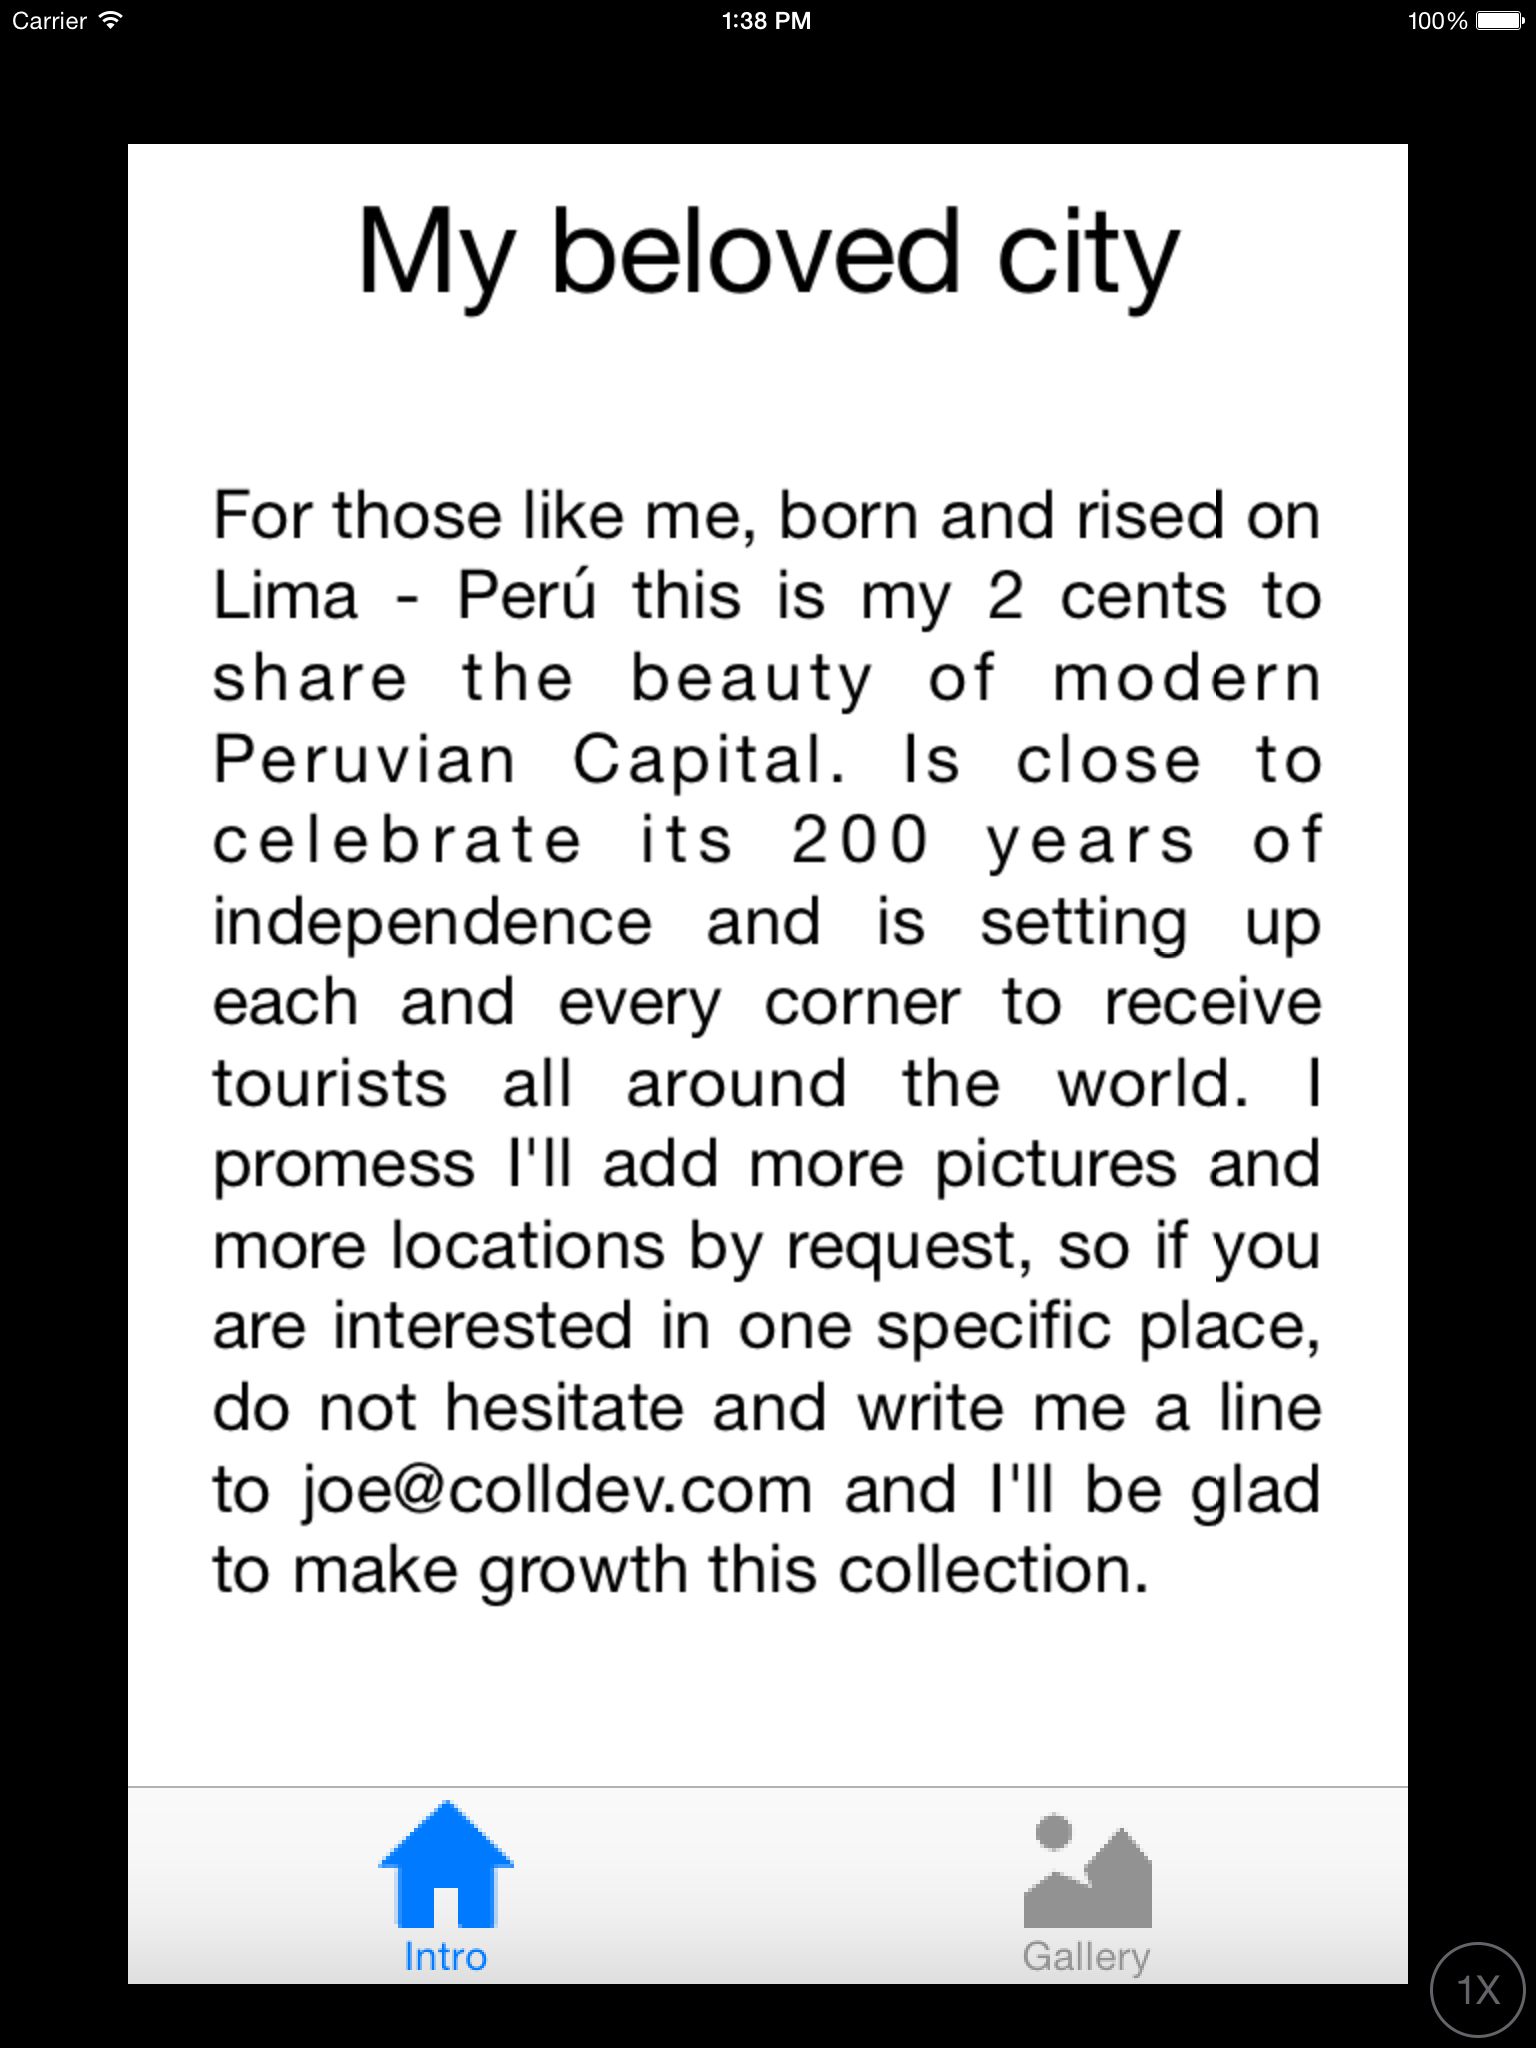 Carrier 1:38 PM 100%
My beloved city
For those like me, born and rised on
Lima - Perú this is my 2 cents to
share the beauty of modern
Peruvian Capital. Is close to
celebrate its 200 years of
independence and is setting up
each and every corner to receive
tourists all around the world. I
promess I'll add more pictures and
more locations by request, so if you
are interested in one specific place,
do not hesitate and write me a line
to joe@colldev.com and I'll be glad
to make growth this collection.
Intro Gallery
1X